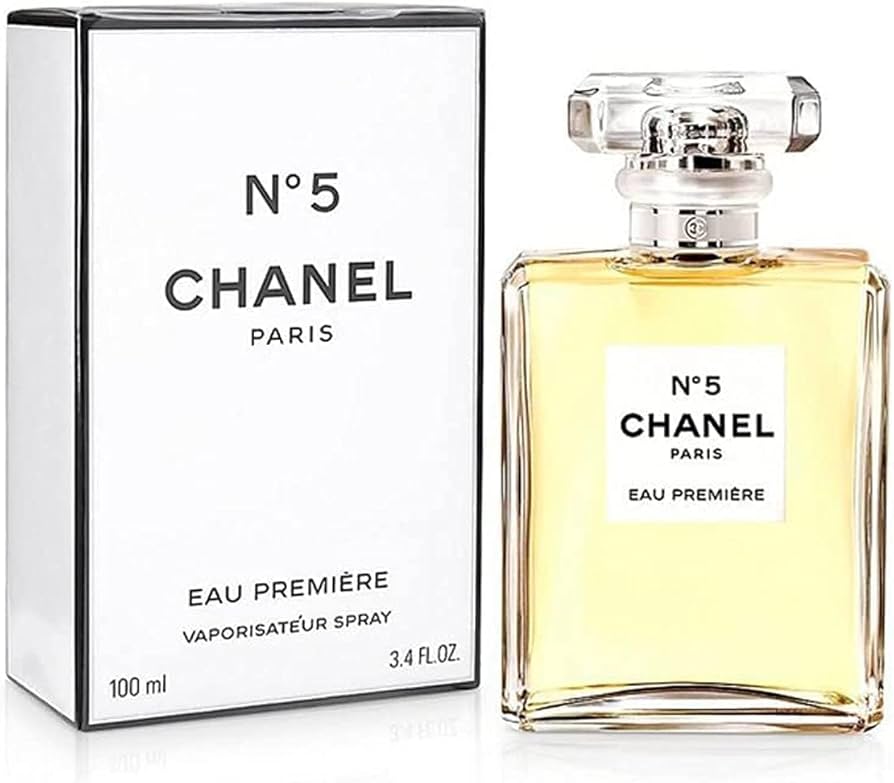 N°5
CHANEL
PARIS
EAU PREMIÈRE
VAPORISATEUR SPRAY
100 ml
3.4 FL.OZ.
N°5
CHANEL
PARIS
EAU PREMIÈRE